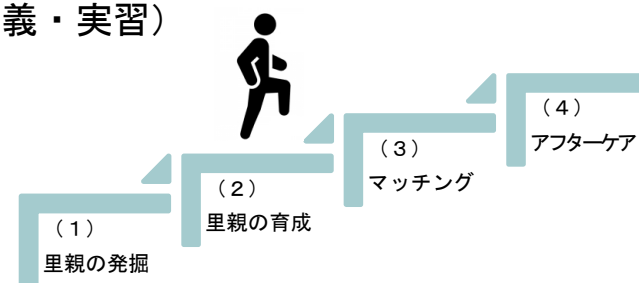 義・実習）
（１）
里親の発掘
（２）
里親の育成
（３）
マッチング
（４）
アフターケア